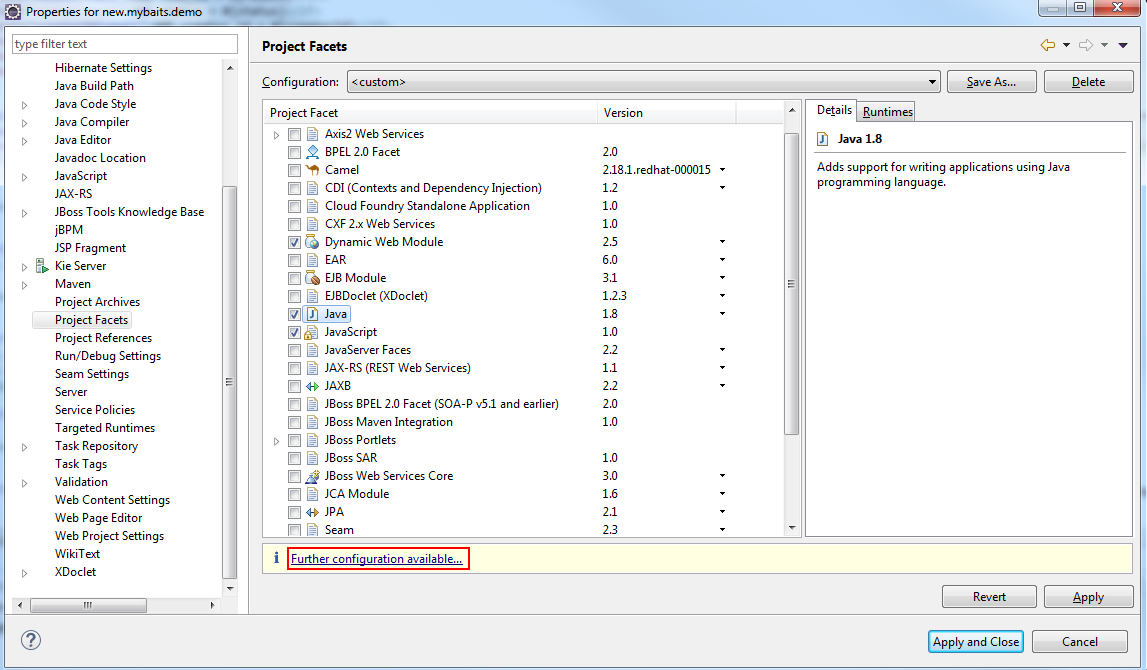 Properties for new.mybaits.demo
type filter text
Hibernate Settings
Java Build Path
Java Code Style
Java Compiler
Java Editor
Javadoc Location
JavaScript
JAX-RS
JBoss Tools Knowledge Base
jBPM
JSP Fragment
Kie Server
Maven
Project Archives
Project Facets
Project References
Run/Debug Settings
Seam Settings
Server
Service Policies
Targeted Runtimes
Task Repository
Task Tags
Validation
Web Content Settings
Web Page Editor
Web Project Settings
WikiText
XDoclet
Project Facets
Configuration: <custom> Save As... Delete
Project Facet Version
Axis2 Web Services
BPEL 2.0 Facet 2.0
Camel 2.18.1.redhat-000015
CDI (Contexts and Dependency Injection) 1.2
Cloud Foundry Standalone Application 1.0
CXF 2.x Web Services 1.0
Dynamic Web Module 2.5
EAR 6.0
EJB Module 3.1
EJBDoclet (XDoclet) 1.2.3
Java 1.8
JavaScript 1.0
JavaServer Faces 2.2
JAX-RS (REST Web Services) 1.1
JAXB 2.2
JBoss BPEL 2.0 Facet (SOA-P v5.1 and earlier) 2.0
JBoss Maven Integration 1.0
JBoss Portlets
JBoss SAR 1.0
JBoss Web Services Core 3.0
JCA Module 1.6
JPA 2.1
Seam 2.3
Details Runtimes
Java 1.8
Adds support for writing applications using Java
programming language.
Further configuration available...
Revert Apply
Apply and Close Cancel